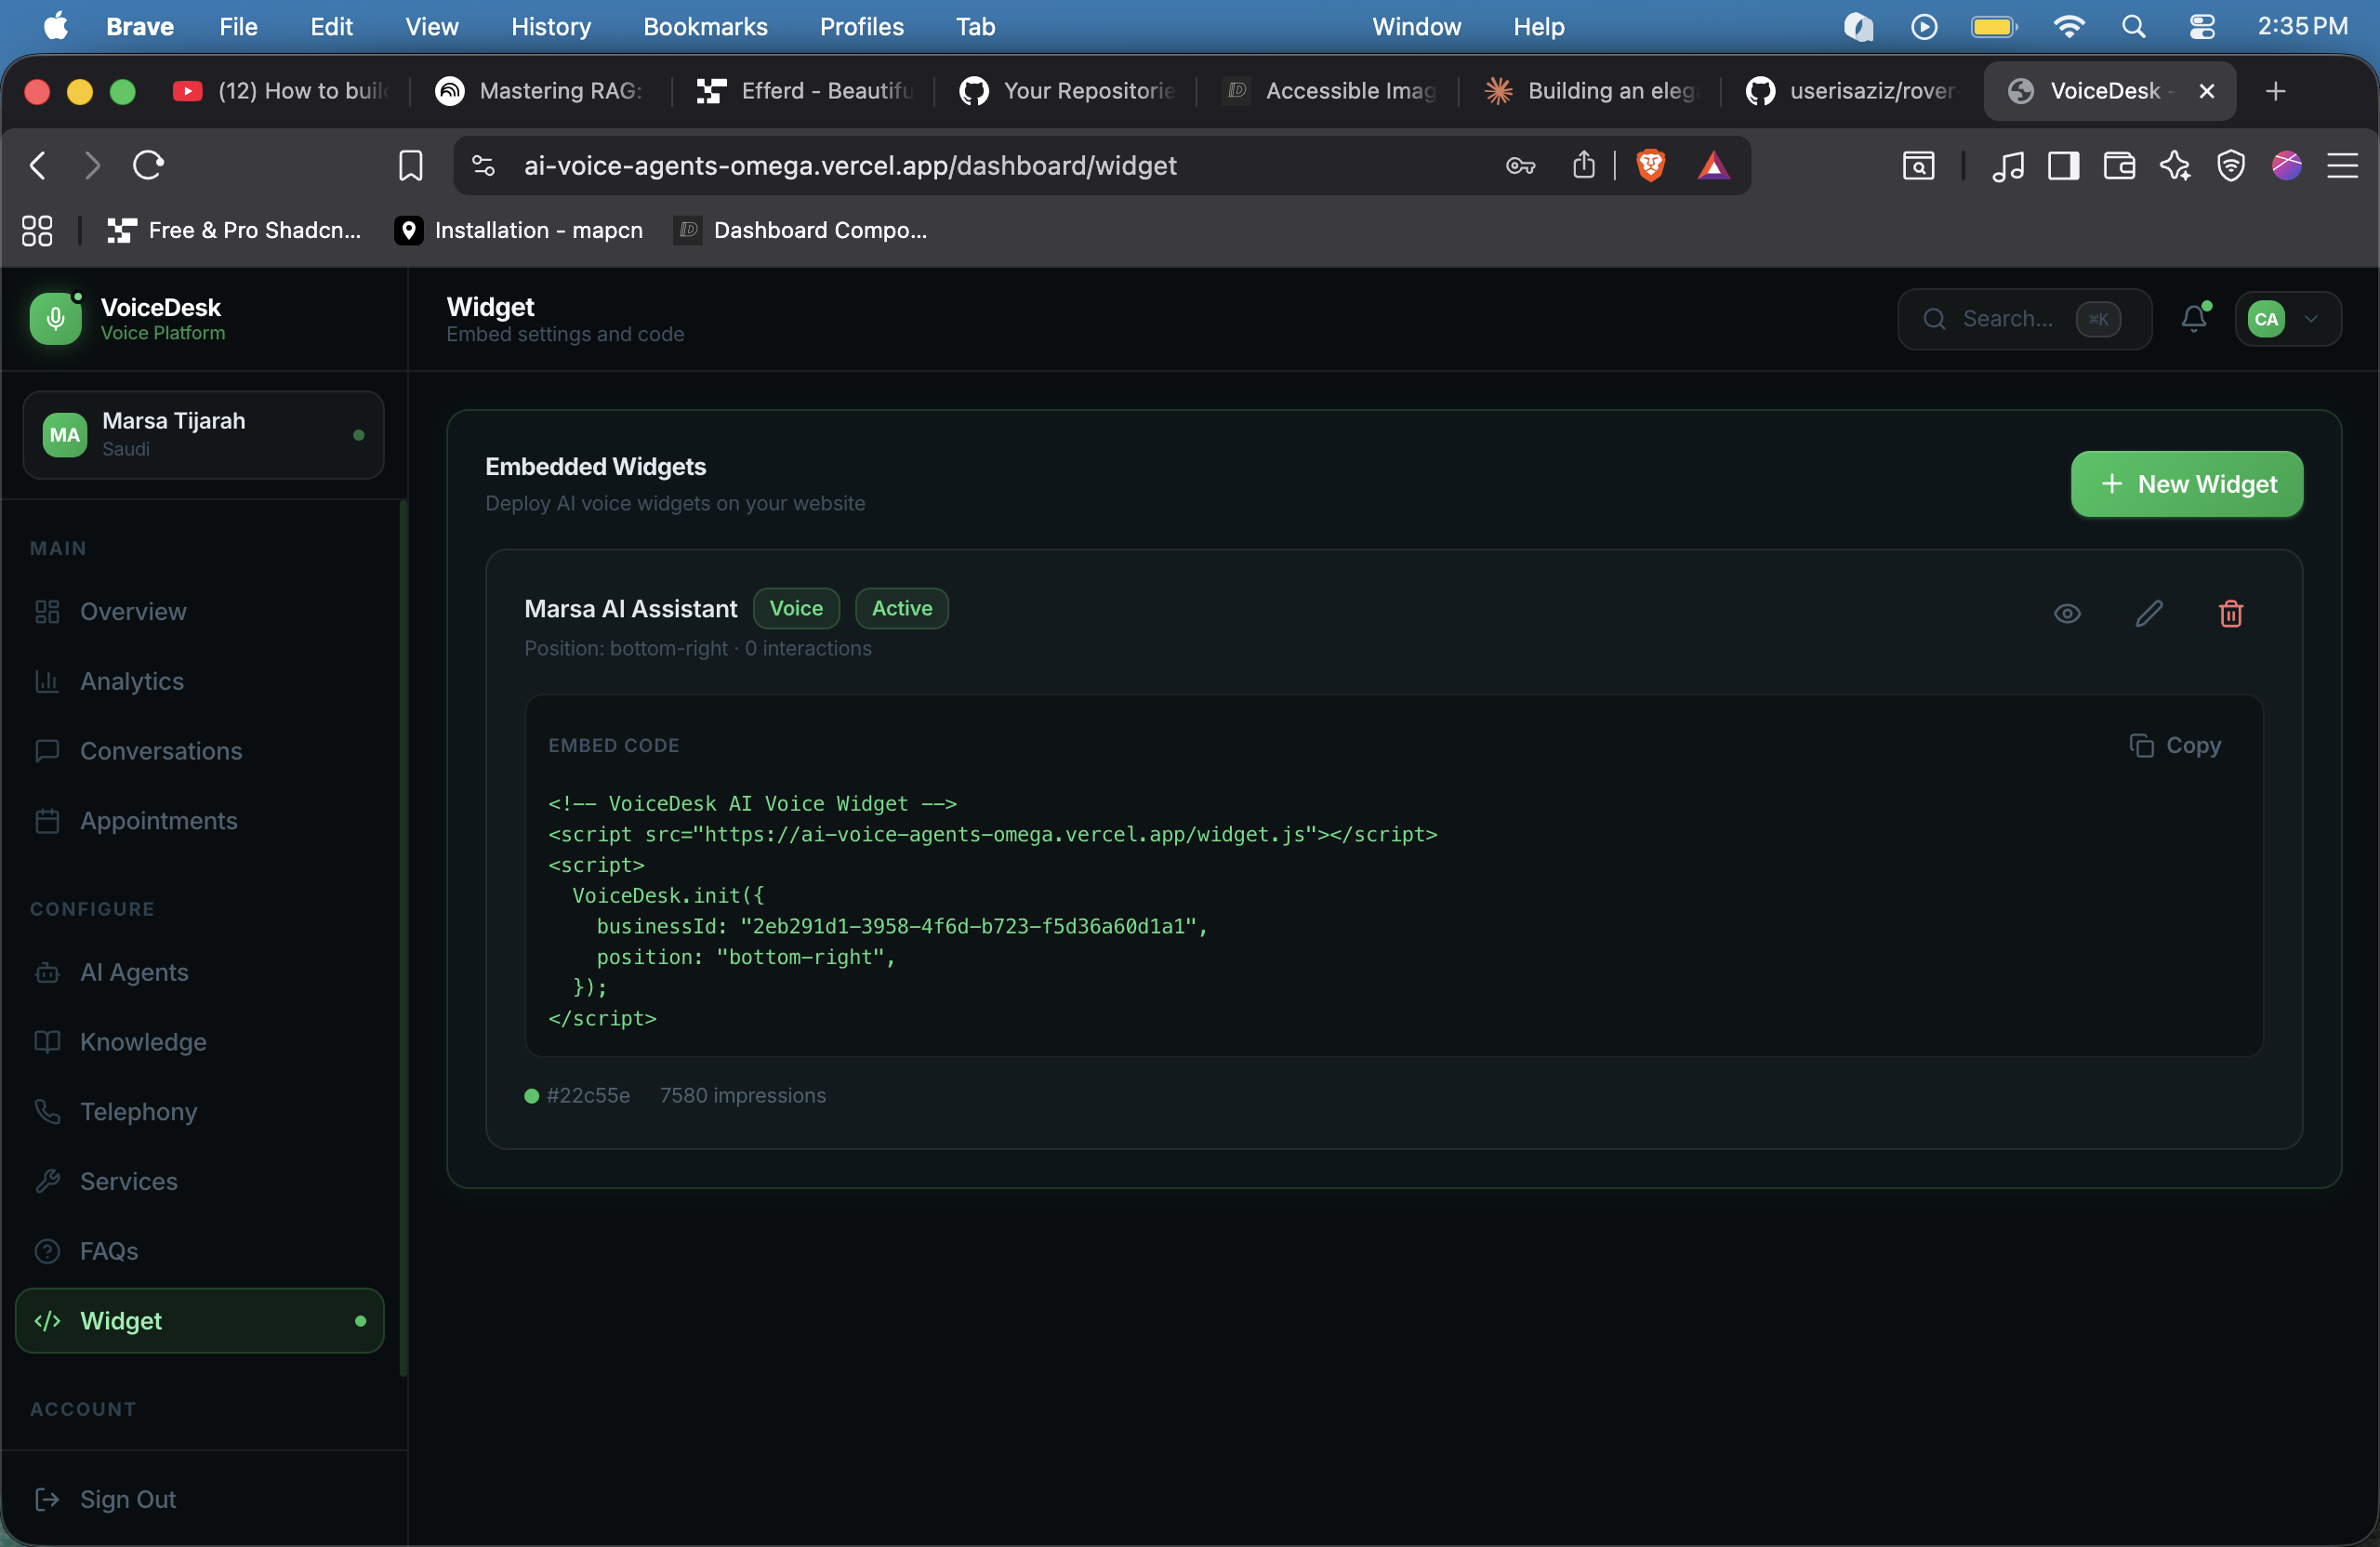 Brave File Edit View History Bookmarks Profiles Tab Window Help 2:35 PM
(12) How to buil Mastering RAG: Efferd - Beautifu Your Repositorie Accessible Imag Building an eleg userisaziz/rover- VoiceDesk -
ai-voice-agents-omega.vercel.app/dashboard/widget
Free & Pro Shadcn... Installation - mapcn Dashboard Compo...
VoiceDesk
Voice Platform
Widget
Embed settings and code
Search... ⌘K
CA
MA
Marsa Tijarah
Saudi
MAIN
Overview
Analytics
Conversations
Appointments
CONFIGURE
AI Agents
Knowledge
Telephony
Services
FAQs
Widget
ACCOUNT
Sign Out
Embedded Widgets
Deploy AI voice widgets on your website
New Widget
Marsa AI Assistant Voice Active
Position: bottom-right · 0 interactions
EMBED CODE
Copy
<!-- VoiceDesk AI Voice Widget -->
<script src="https://ai-voice-agents-omega.vercel.app/widget.js"></script>
<script>
  VoiceDesk.init({
    businessId: "2eb291d1-3958-4f6d-b723-f5d36a60d1a1",
    position: "bottom-right",
  });
</script>
#22c55e 7580 impressions